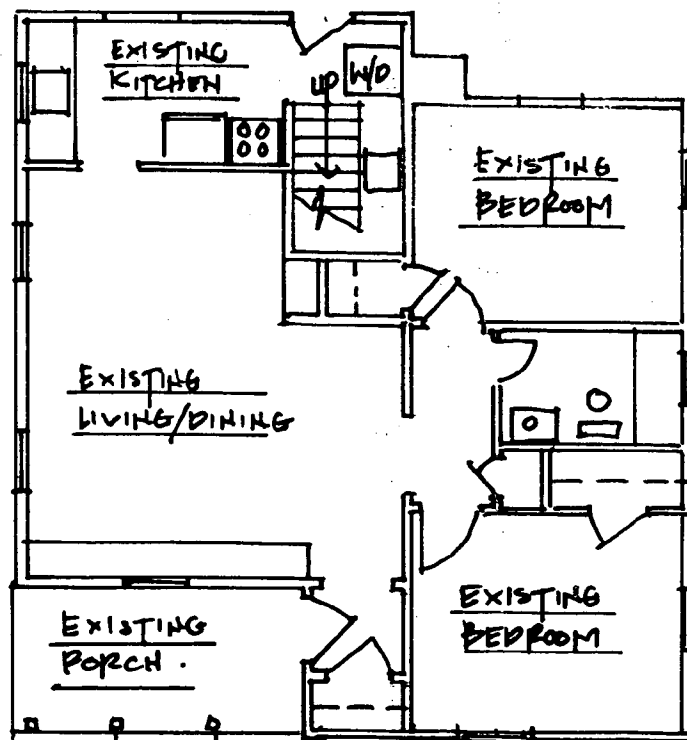 EXISTING
KITCHEN
UP
W/D
EXISTING
BEDROOM
EXISTING
LIVING/DINING
EXISTING
BEDROOM
EXISTING
PORCH.